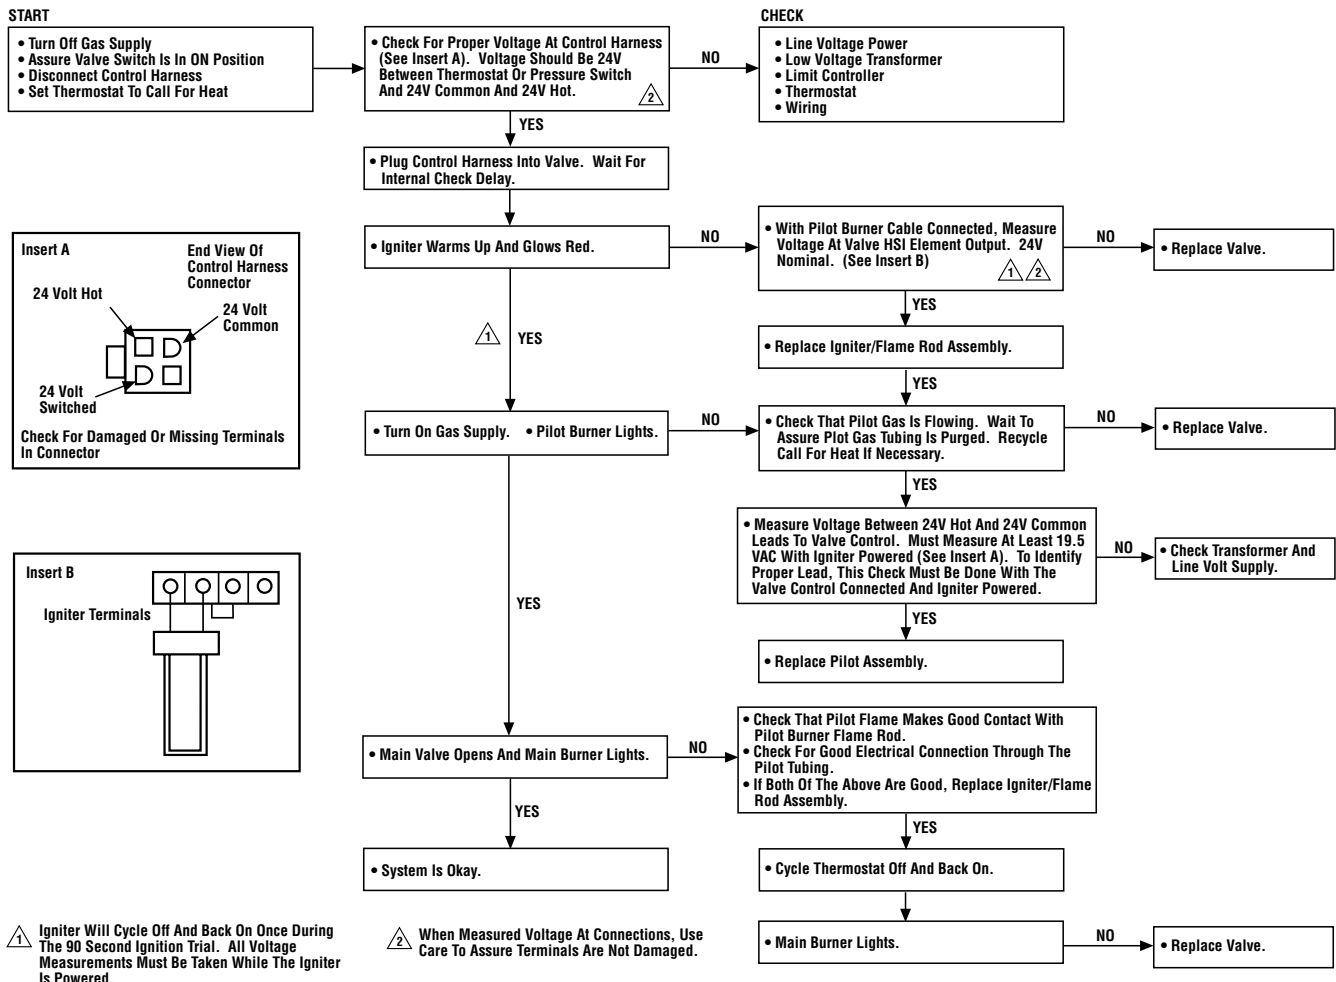 START
• Turn Off Gas Supply
• Assure Valve Switch Is In ON Position
• Disconnect Control Harness
• Set Thermostat To Call For Heat
• Check For Proper Voltage At Control Harness
(See Insert A). Voltage Should Be 24V
Between Thermostat Or Pressure Switch
And 24V Common And 24V Hot.
2
NO
CHECK
• Line Voltage Power
• Low Voltage Transformer
• Limit Controller
• Thermostat
• Wiring
YES
• Plug Control Harness Into Valve. Wait For
Internal Check Delay.
• Igniter Warms Up And Glows Red.
NO
• With Pilot Burner Cable Connected, Measure
Voltage At Valve HSI Element Output. 24V
Nominal. (See Insert B)
1 2
NO
• Replace Valve.
YES
• Replace Igniter/Flame Rod Assembly.
YES
1
YES
• Turn On Gas Supply. • Pilot Burner Lights.
NO
• Check That Pilot Gas Is Flowing. Wait To
Assure Plot Gas Tubing Is Purged. Recycle
Call For Heat If Necessary.
NO
• Replace Valve.
YES
• Measure Voltage Between 24V Hot And 24V Common
Leads To Valve Control. Must Measure At Least 19.5
VAC With Igniter Powered (See Insert A). To Identify
Proper Lead, This Check Must Be Done With The
Valve Control Connected And Igniter Powered.
NO
• Check Transformer And
Line Volt Supply.
YES
• Replace Pilot Assembly.
YES
• Main Valve Opens And Main Burner Lights.
NO
• Check That Pilot Flame Makes Good Contact With
Pilot Burner Flame Rod.
• Check For Good Electrical Connection Through The
Pilot Tubing.
• If Both Of The Above Are Good, Replace Igniter/Flame
Rod Assembly.
YES
• System Is Okay.
YES
• Cycle Thermostat Off And Back On.
• Main Burner Lights.
NO
• Replace Valve.
Insert A
End View Of
Control Harness
Connector
24 Volt Hot
24 Volt
Common
24 Volt
Switched
Check For Damaged Or Missing Terminals
In Connector
Insert B
Igniter Terminals
1 Igniter Will Cycle Off And Back On Once During
The 90 Second Ignition Trial. All Voltage
Measurements Must Be Taken While The Igniter
Is Powered
2 When Measured Voltage At Connections, Use
Care To Assure Terminals Are Not Damaged.